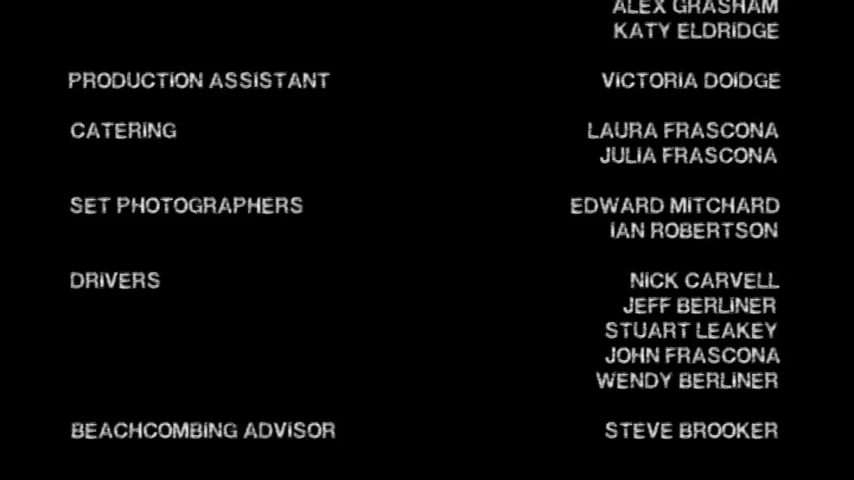 ALEX GRASHAM
KATY ELDRIDGE
PRODUCTION ASSISTANT VICTORIA DOIDGE
CATERING LAURA FRASCONA
JULIA FRASCONA
SET PHOTOGRAPHERS EDWARD MITCHARD
IAN ROBERTSON
DRIVERS NICK CARVELL
JEFF BERLINER
STUART LEAKEY
JOHN FRASCONA
WENDY BERLINER
BEACHCOMBING ADVISOR STEVE BROOKER